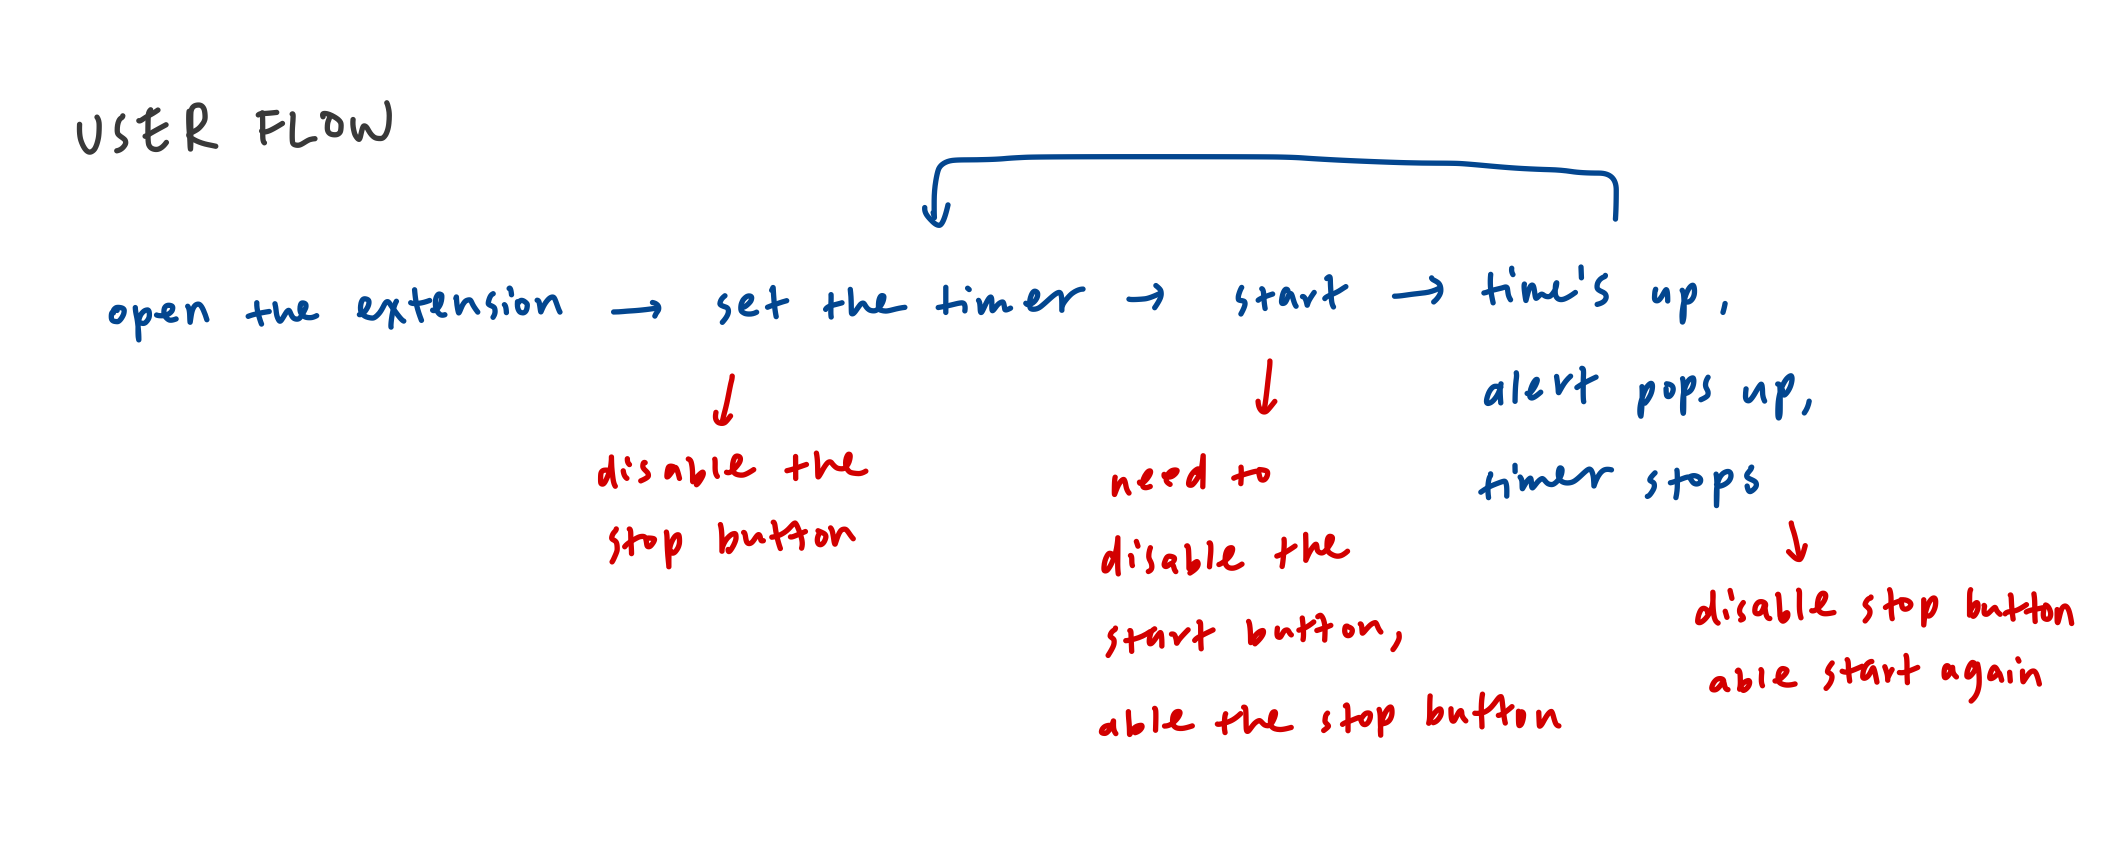 USER FLOW
open the extension → set the timer → start → time's up,
alert pops up,
timer stops
disable the
stop button
need to
disable the
start button,
able the stop button
disable stop button
able start again